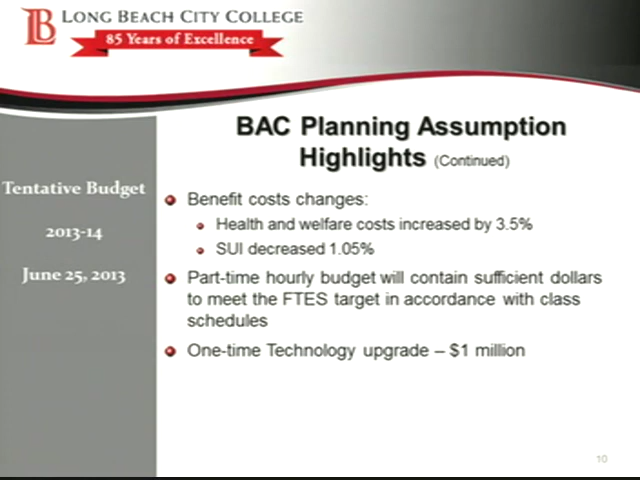 LONG BEACH CITY COLLEGE
85 Years of Excellence
BAC Planning Assumption
Highlights (Continued)
Tentative Budget
2013-14
June 25, 2013
Benefit costs changes:
Health and welfare costs increased by 3.5%
SUI decreased 1.05%
Part-time hourly budget will contain sufficient dollars
to meet the FTES target in accordance with class
schedules
One-time Technology upgrade – $1 million
10